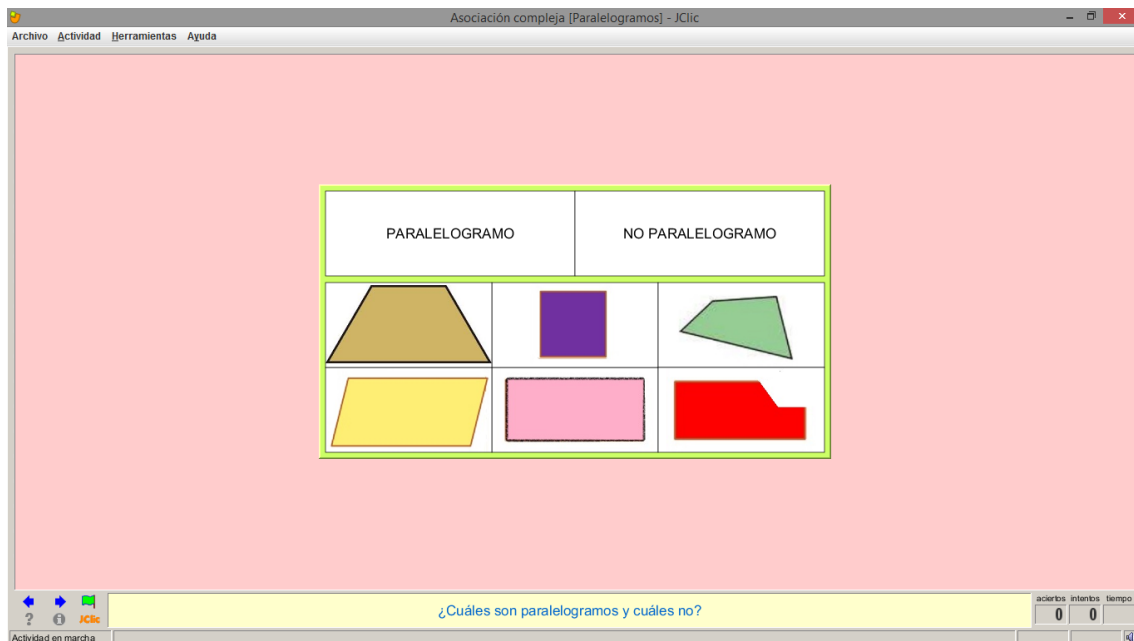 Asociación compleja [Paralelogramos] - JClic
Archivo Actividad Herramientas Ayuda
PARALELOGRAMO NO PARALELOGRAMO
¿Cuáles son paralelogramos y cuáles no?
aciertos intentos tiempo
0 0
? i JClic
Actividad en marcha